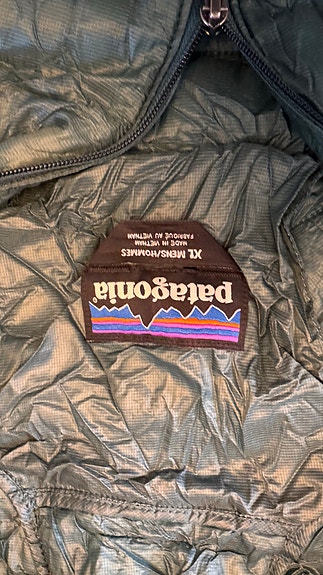 patagonia®
XL MENS/HOMMES
MADE IN VIETNAM
FABRIQUÉ AU VIETNAM